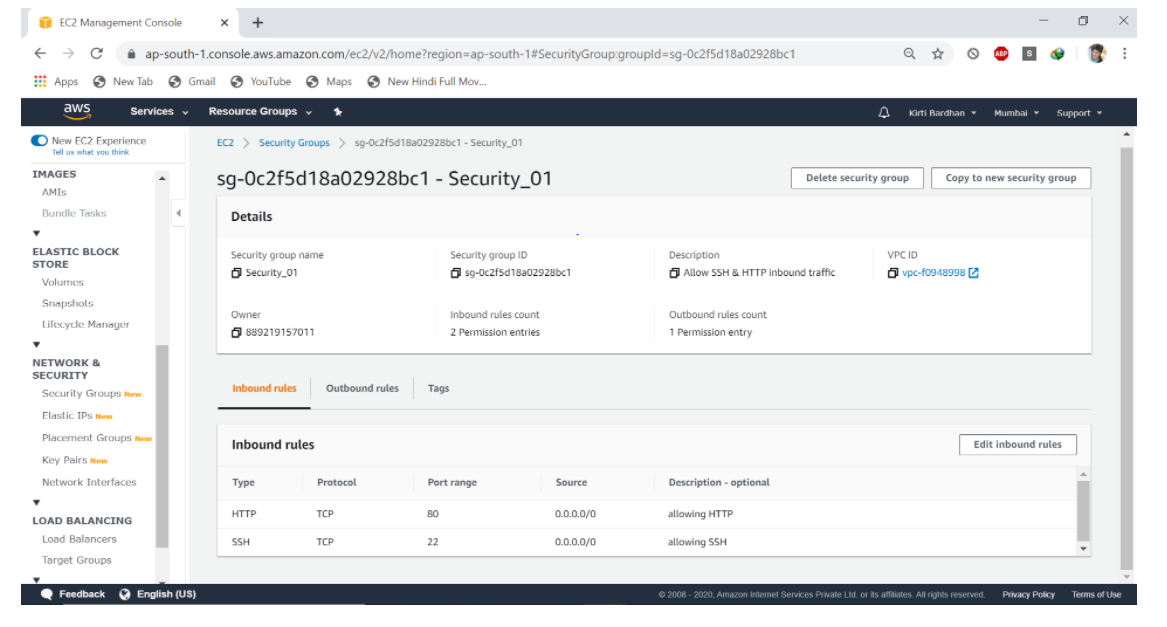 EC2 Management Console
ap-south-1.console.aws.amazon.com/ec2/v2/home?region=ap-south-1#SecurityGroup:groupId=sg-0c2f5d18a02928bc1
ABP S
Apps New Tab Gmail YouTube Maps New Hindi Full Mov...
aws Services Resource Groups Kirti Bardhan Mumbai Support
New EC2 Experience
Tell us what you think
IMAGES
AMIs
Bundle Tasks
ELASTIC BLOCK
STORE
Volumes
Snapshots
Lifecycle Manager
NETWORK &
SECURITY
Security Groups New
Elastic IPs New
Placement Groups New
Key Pairs New
Network Interfaces
LOAD BALANCING
Load Balancers
Target Groups
EC2 > Security Groups > sg-0c2f5d18a02928bc1 - Security_01
sg-0c2f5d18a02928bc1 - Security_01 Delete security group Copy to new security group
Details
Security group name Security group ID Description VPC ID
Security_01 sg-0c2f5d18a02928bc1 Allow SSH & HTTP inbound traffic vpc-f0948998
Owner Inbound rules count Outbound rules count
889219157011 2 Permission entries 1 Permission entry
Inbound rules Outbound rules Tags
Inbound rules Edit inbound rules
Type Protocol Port range Source Description - optional
HTTP TCP 80 0.0.0.0/0 allowing HTTP
SSH TCP 22 0.0.0.0/0 allowing SSH
Feedback English (US) © 2008 - 2020, Amazon Internet Services Private Ltd. or its affiliates. All rights reserved. Privacy Policy Terms of Use